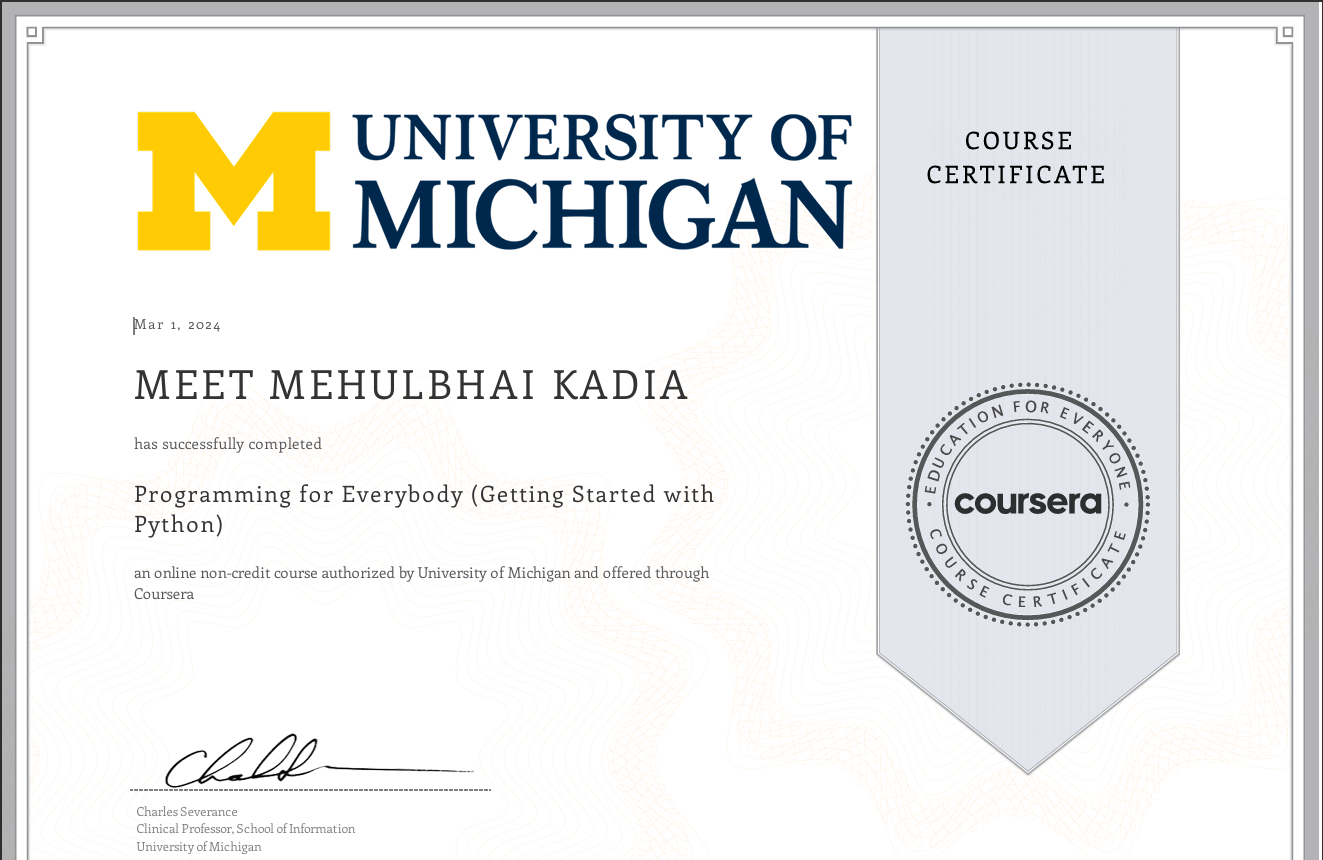 UNIVERSITY OF
MICHIGAN
COURSE
CERTIFICATE
Mar 1, 2024
MEET MEHULBHAI KADIA
has successfully completed
Programming for Everybody (Getting Started with
Python)
an online non-credit course authorized by University of Michigan and offered through
Coursera
EDUCATION FOR EVERYONE
coursera
COURSE CERTIFICATE
Charles Severance
Clinical Professor, School of Information
University of Michigan